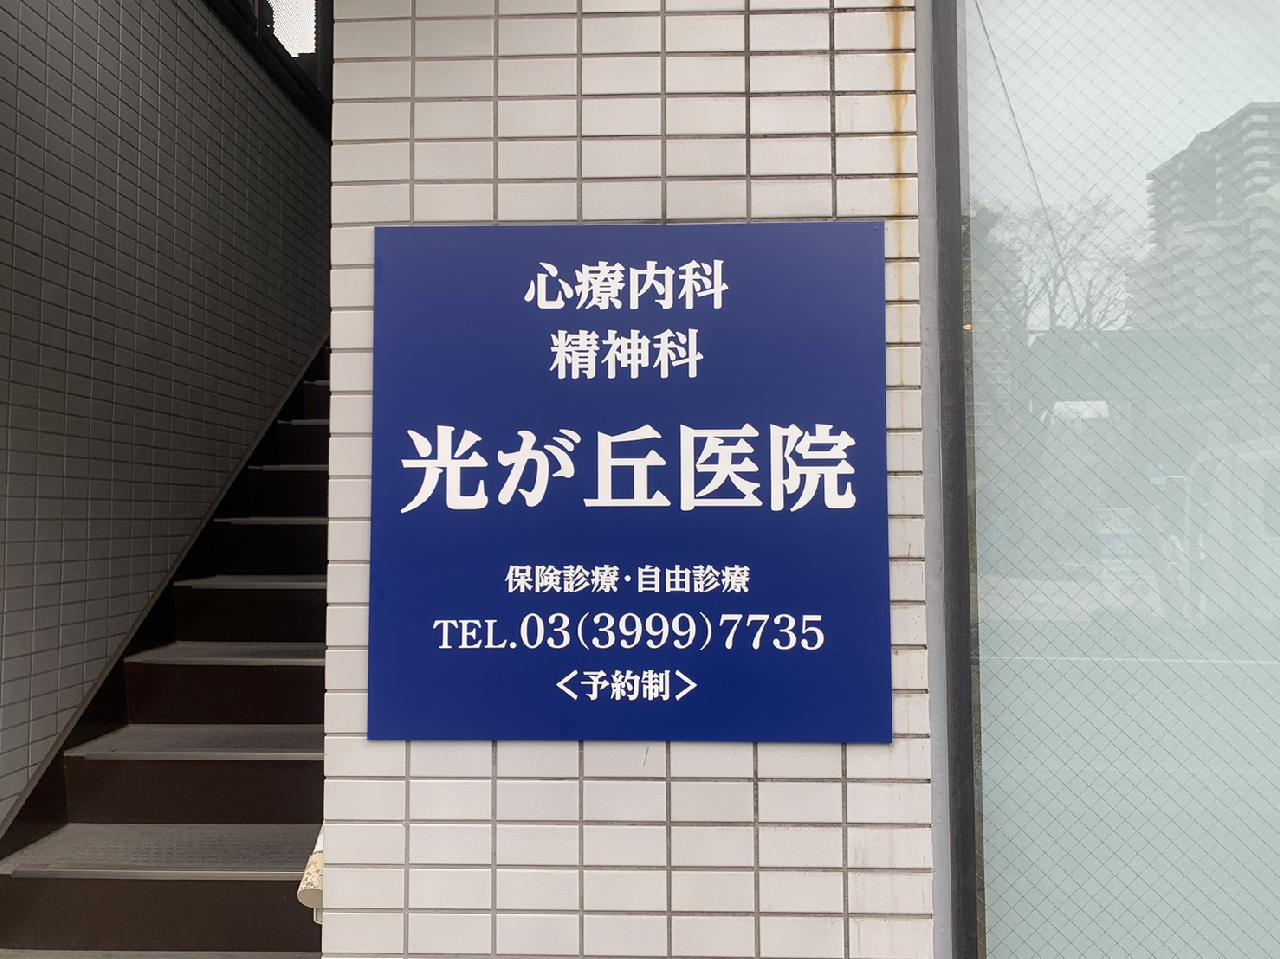 心療内科
精神科
光が丘医院
保険診療・自由診療
TEL.03(3999)7735
＜予約制＞